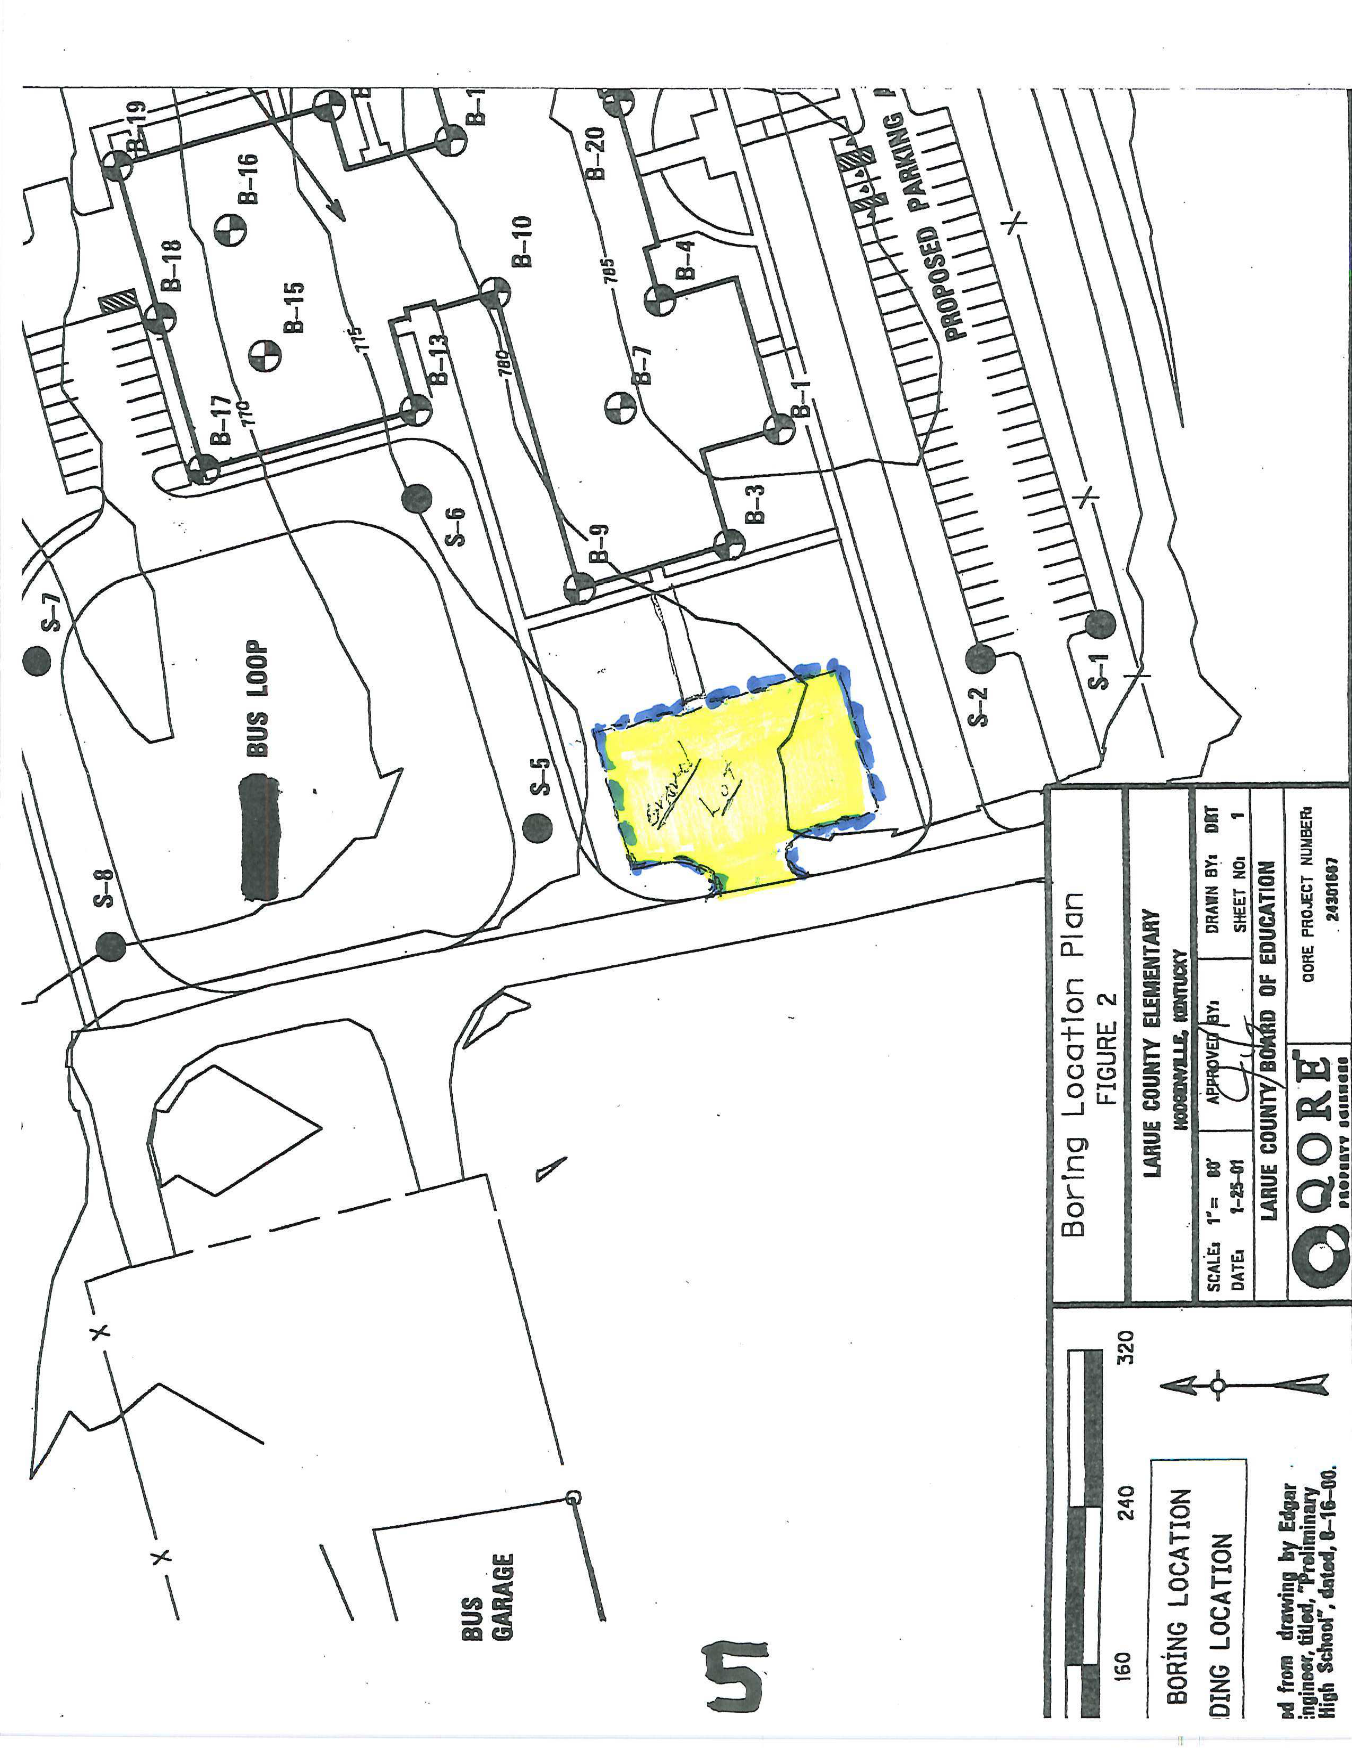 B-19
B-1
B-16
B-20
PROPOSED PARKING
B-18
B-10
B-4
B-15
785
775
B-13
780
B-7
B-17
770
B-1
S-6
B-3
B-9
S-7
BUS LOOP
S-5
S-2
S-1
Gravel
Lot
S-8
X
X
X
X
BUS
GARAGE
5
Boring Location Plan
FIGURE 2
LARUE COUNTY ELEMENTARY
HODGENVILLE, KENTUCKY
SCALE: 1" = 80'
APPROVED BY:
DRAWN BY: DRT
DATE: 1-25-01
SHEET NO: 1
LARUE COUNTY BOARD OF EDUCATION
QORE
PROPERTY SCIENCES
QORE PROJECT NUMBER:
24301667
160
240
320
BORING LOCATION
DING LOCATION
ed from drawing by Edgar
ngineer, titled, "Preliminary
High School", dated, 8-16-00.